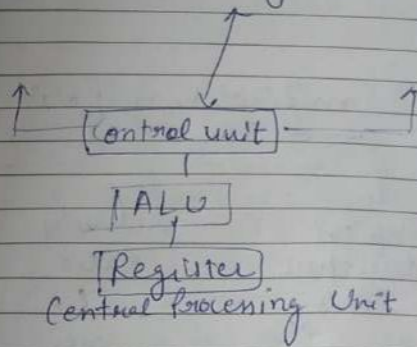 Control unit
ALU
Register
Central Processing Unit